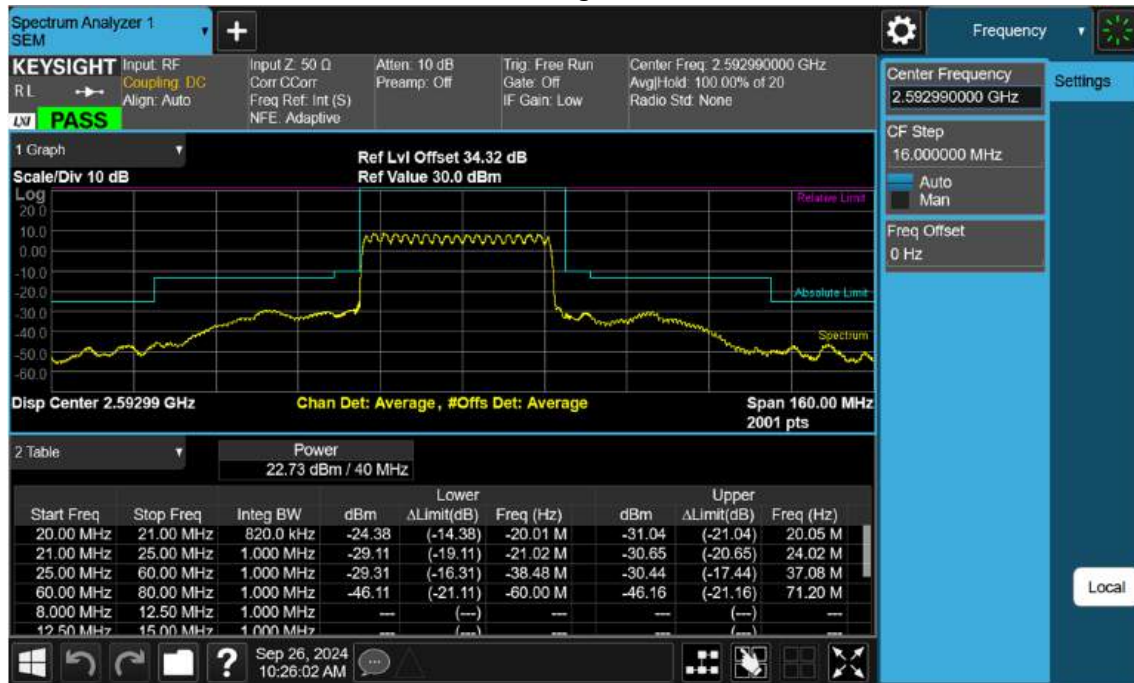 Spectrum Analyzer 1
SEM
Frequency
KEYSIGHT
RL
LXI PASS
Input: RF
Coupling: DC
Align: Auto
Input Z: 50 Ω
Corr CCorr
Freq Ref: Int (S)
NFE: Adaptive
Atten: 10 dB
Preamp: Off
Trig: Free Run
Gate: Off
IF Gain: Low
Center Freq: 2.592990000 GHz
Avg|Hold: 100.00% of 20
Radio Std: None
Center Frequency
2.592990000 GHz
Settings
CF Step
16.000000 MHz
Auto
Man
Freq Offset
0 Hz
Local
1 Graph
Scale/Div 10 dB
Ref Lvl Offset 34.32 dB
Ref Value 30.0 dBm
Log
20.0
10.0
0.00
-10.0
-20.0
-30.0
-40.0
-50.0
-60.0
Relative Limit
Absolute Limit
Spectrum
Disp Center 2.59299 GHz
Chan Det: Average, #Offs Det: Average
Span 160.00 MHz
2001 pts
2 Table
Power
22.73 dBm / 40 MHz
Lower Upper
Start Freq Stop Freq Integ BW dBm ΔLimit(dB) Freq (Hz) dBm ΔLimit(dB) Freq (Hz)
20.00 MHz 21.00 MHz 820.0 kHz -24.38 (-14.38) -20.01 M -31.04 (-21.04) 20.05 M
21.00 MHz 25.00 MHz 1.000 MHz -29.11 (-19.11) -21.02 M -30.65 (-20.65) 24.02 M
25.00 MHz 60.00 MHz 1.000 MHz -29.31 (-16.31) -38.48 M -30.44 (-17.44) 37.08 M
60.00 MHz 80.00 MHz 1.000 MHz -46.11 (-21.11) -60.00 M -46.16 (-21.16) 71.20 M
8.000 MHz 12.50 MHz 1.000 MHz --- (---) --- --- (---) ---
12.50 MHz 15.00 MHz 1.000 MHz --- (---) --- --- (---) ---
Sep 26, 2024
10:26:02 AM